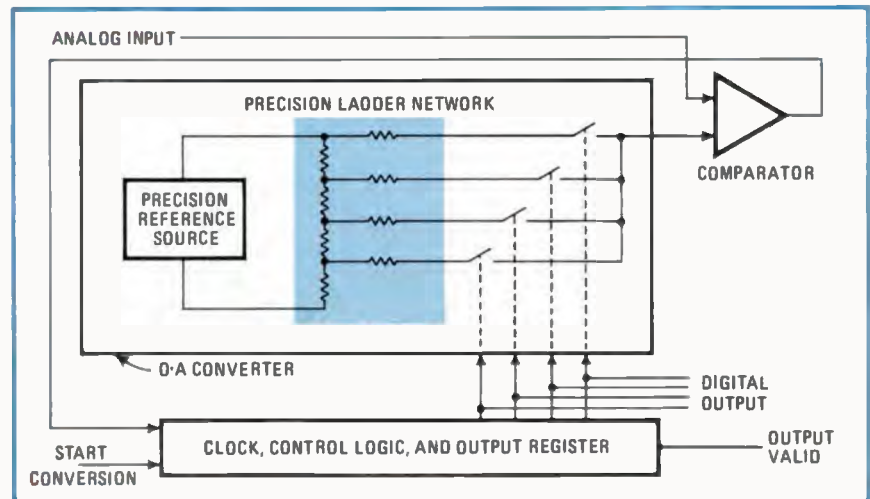 ANALOG INPUT
PRECISION LADDER NETWORK
PRECISION
REFERENCE
SOURCE
COMPARATOR
D-A CONVERTER
DIGITAL
OUTPUT
START
CONVERSION
CLOCK, CONTROL LOGIC, AND OUTPUT REGISTER
OUTPUT
VALID